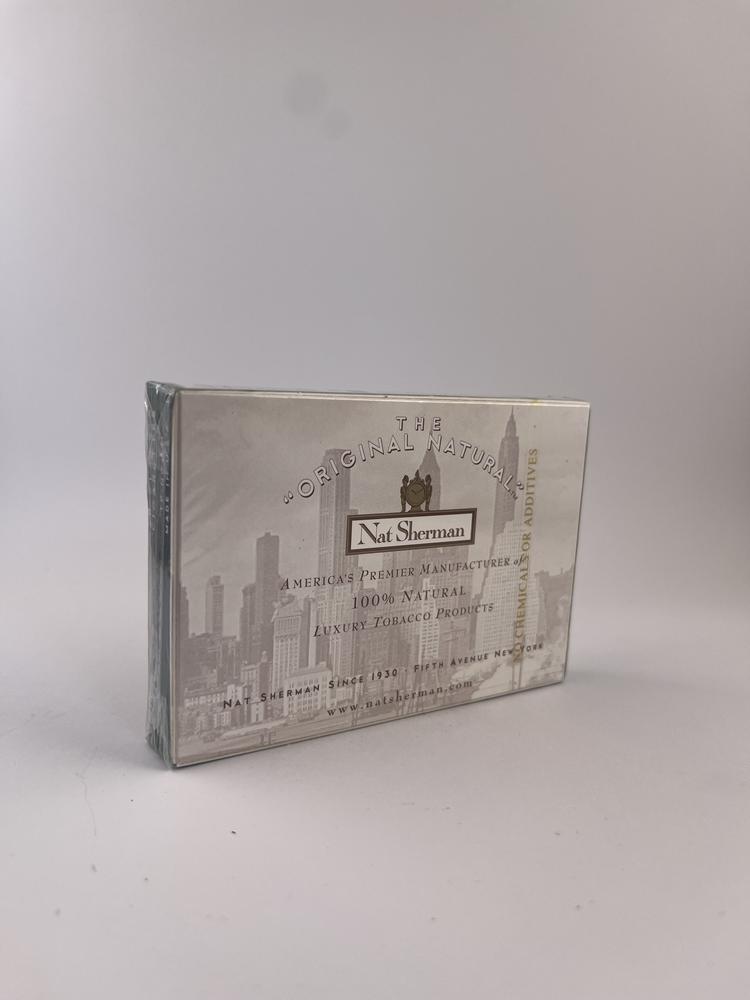 THE
"ORIGINAL NATURAL"™
Nat Sherman
AMERICA'S PREMIER MANUFACTURER of
100% NATURAL
LUXURY TOBACCO PRODUCTS
NAT SHERMAN SINCE 1930 · FIFTH AVENUE NEW YORK
www.natsherman.com
NO CHEMICALS OR ADDITIVES